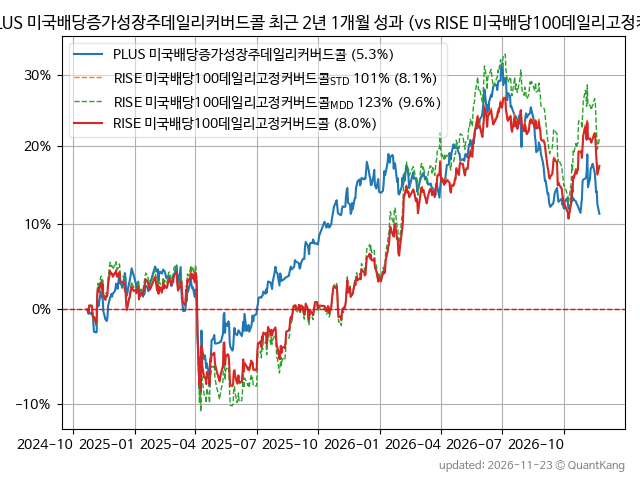 LUS 미국배당증가성장주데일리커버드콜 최근 2년 1개월 성과 (vs RISE 미국배당100데일리고정커
PLUS 미국배당증가성장주데일리커버드콜 (5.3%)
RISE 미국배당100데일리고정커버드콜STD 101% (8.1%)
RISE 미국배당100데일리고정커버드콜MDD 123% (9.6%)
RISE 미국배당100데일리고정커버드콜 (8.0%)
30%
20%
10%
0%
−10%
2024-10 2025-01 2025-04 2025-07 2025-10 2026-01 2026-04 2026-07 2026-10
updated: 2026-11-23 © QuantKang